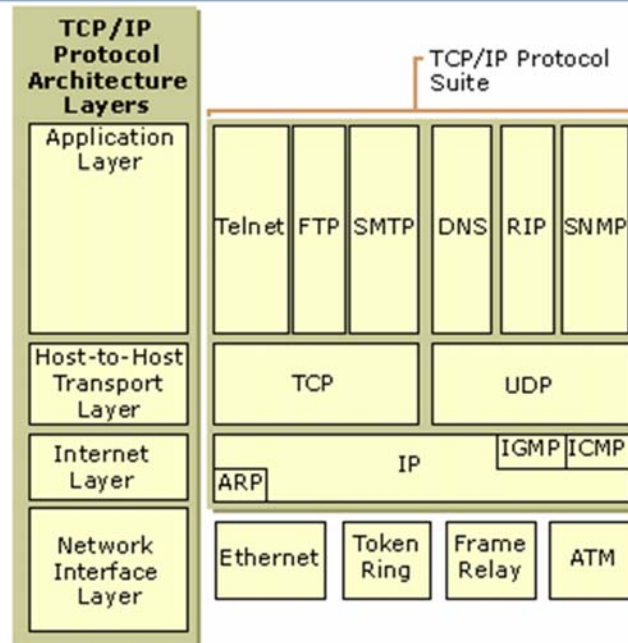 TCP/IP
Protocol
Architecture
Layers
TCP/IP Protocol
Suite
Application
Layer
Telnet
FTP
SMTP
DNS
RIP
SNMP
Host-to-Host
Transport
Layer
TCP
UDP
Internet
Layer
ARP
IP
IGMP
ICMP
Network
Interface
Layer
Ethernet
Token
Ring
Frame
Relay
ATM